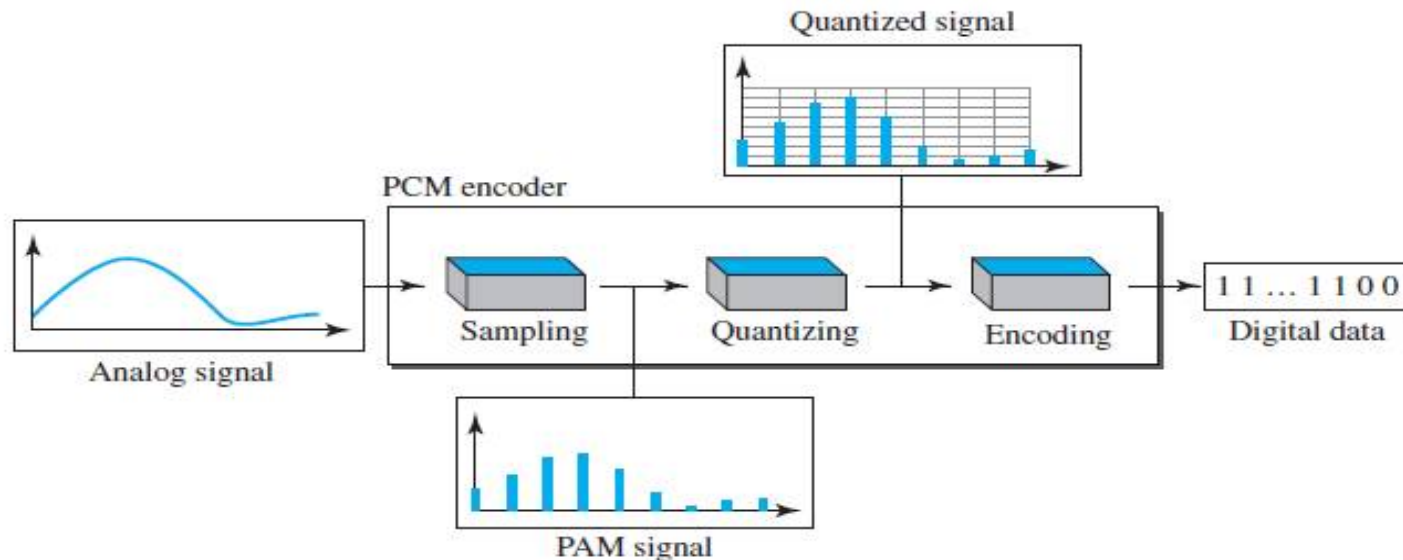 Quantized signal
PCM encoder
Sampling
Quantizing
Encoding
1 1 ... 1 1 0 0
Digital data
Analog signal
PAM signal